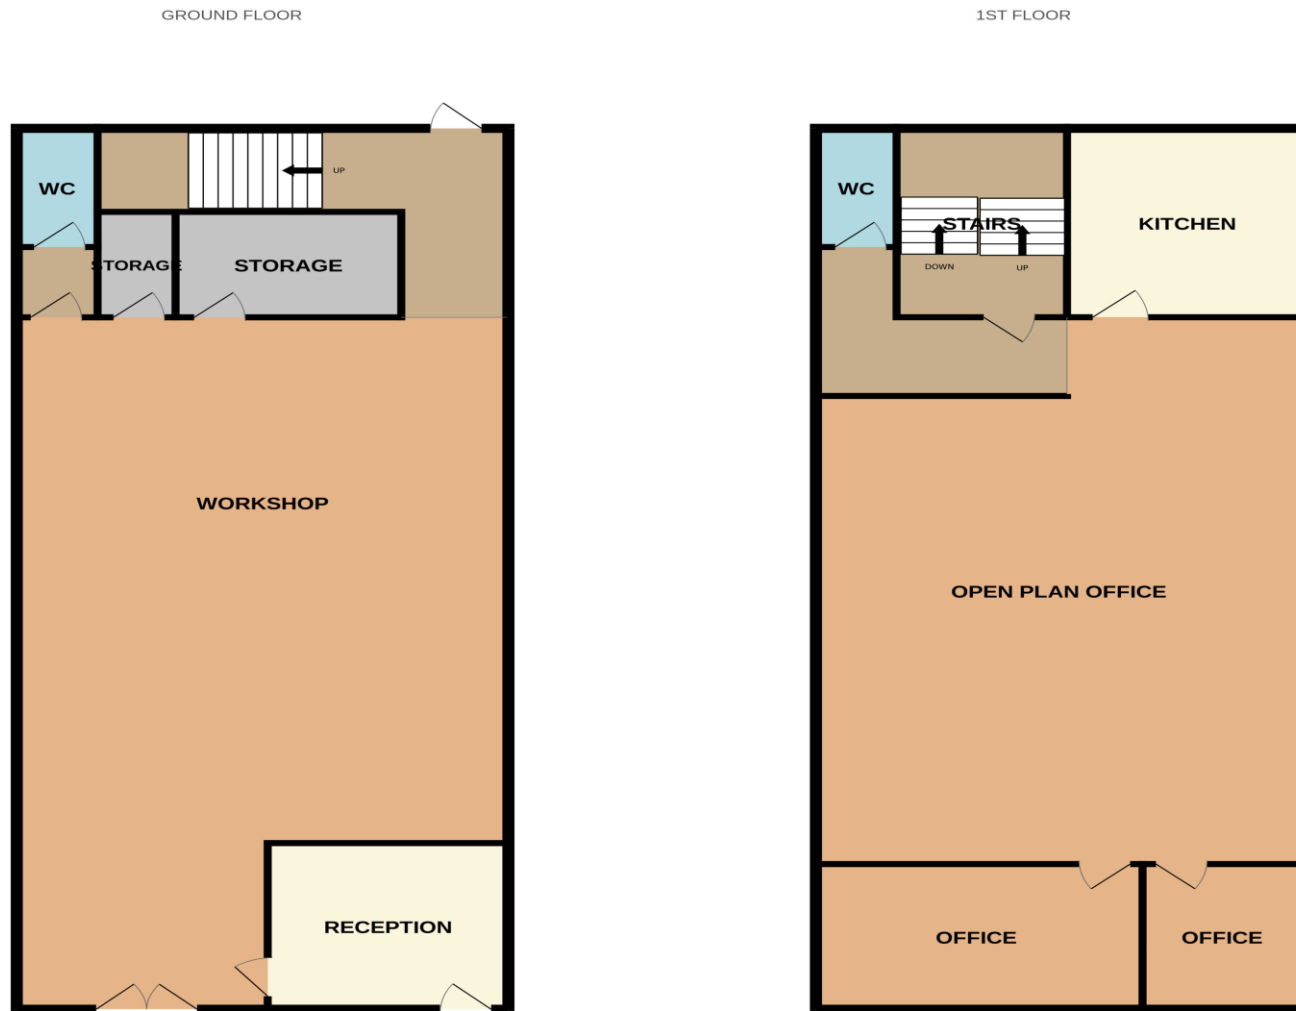 GROUND FLOOR
WC
UP
STORAGE
STORAGE
WORKSHOP
RECEPTION
1ST FLOOR
WC
STAIRS
DOWN
UP
KITCHEN
OPEN PLAN OFFICE
OFFICE
OFFICE